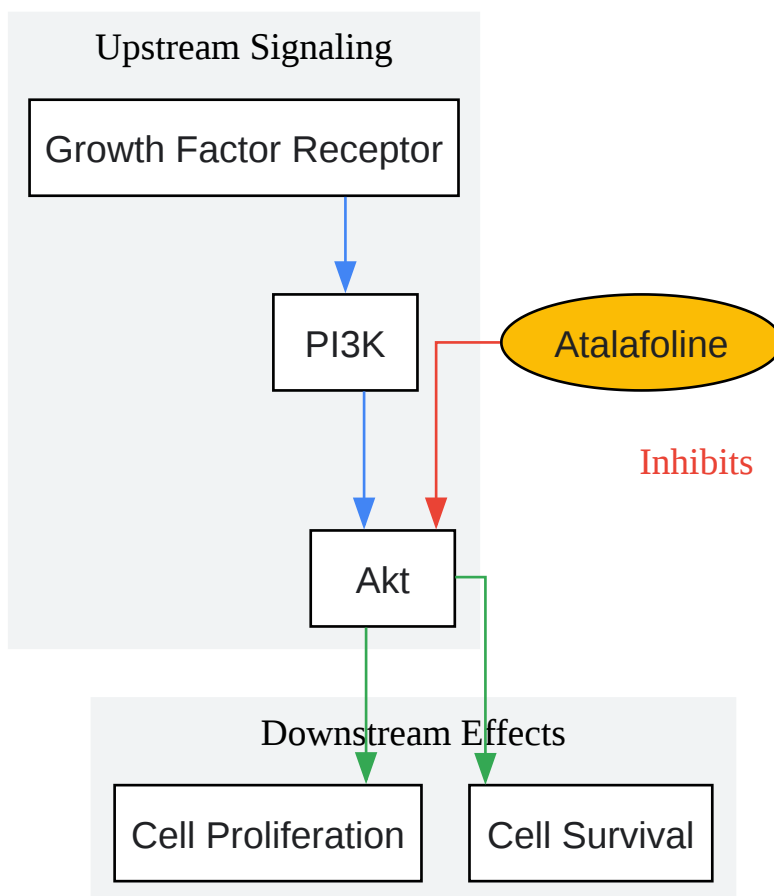 Upstream Signaling
Growth Factor Receptor
PI3K
Atalafoline
Inhibits
Akt
Downstream Effects
Cell Proliferation
Cell Survival